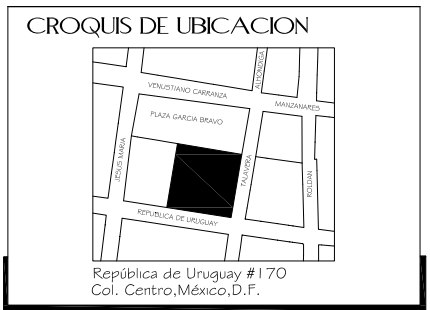 CROQUIS DE UBICACION
ALHONDIGA
VENUSTIANO CARRANZA
MANZANARES
PLAZA GARCIA BRAVO
JESUS MARIA
TALAVERA
ROLDAN
REPUBLICA DE URUGUAY
República de Uruguay #170
Col. Centro,México,D.F.